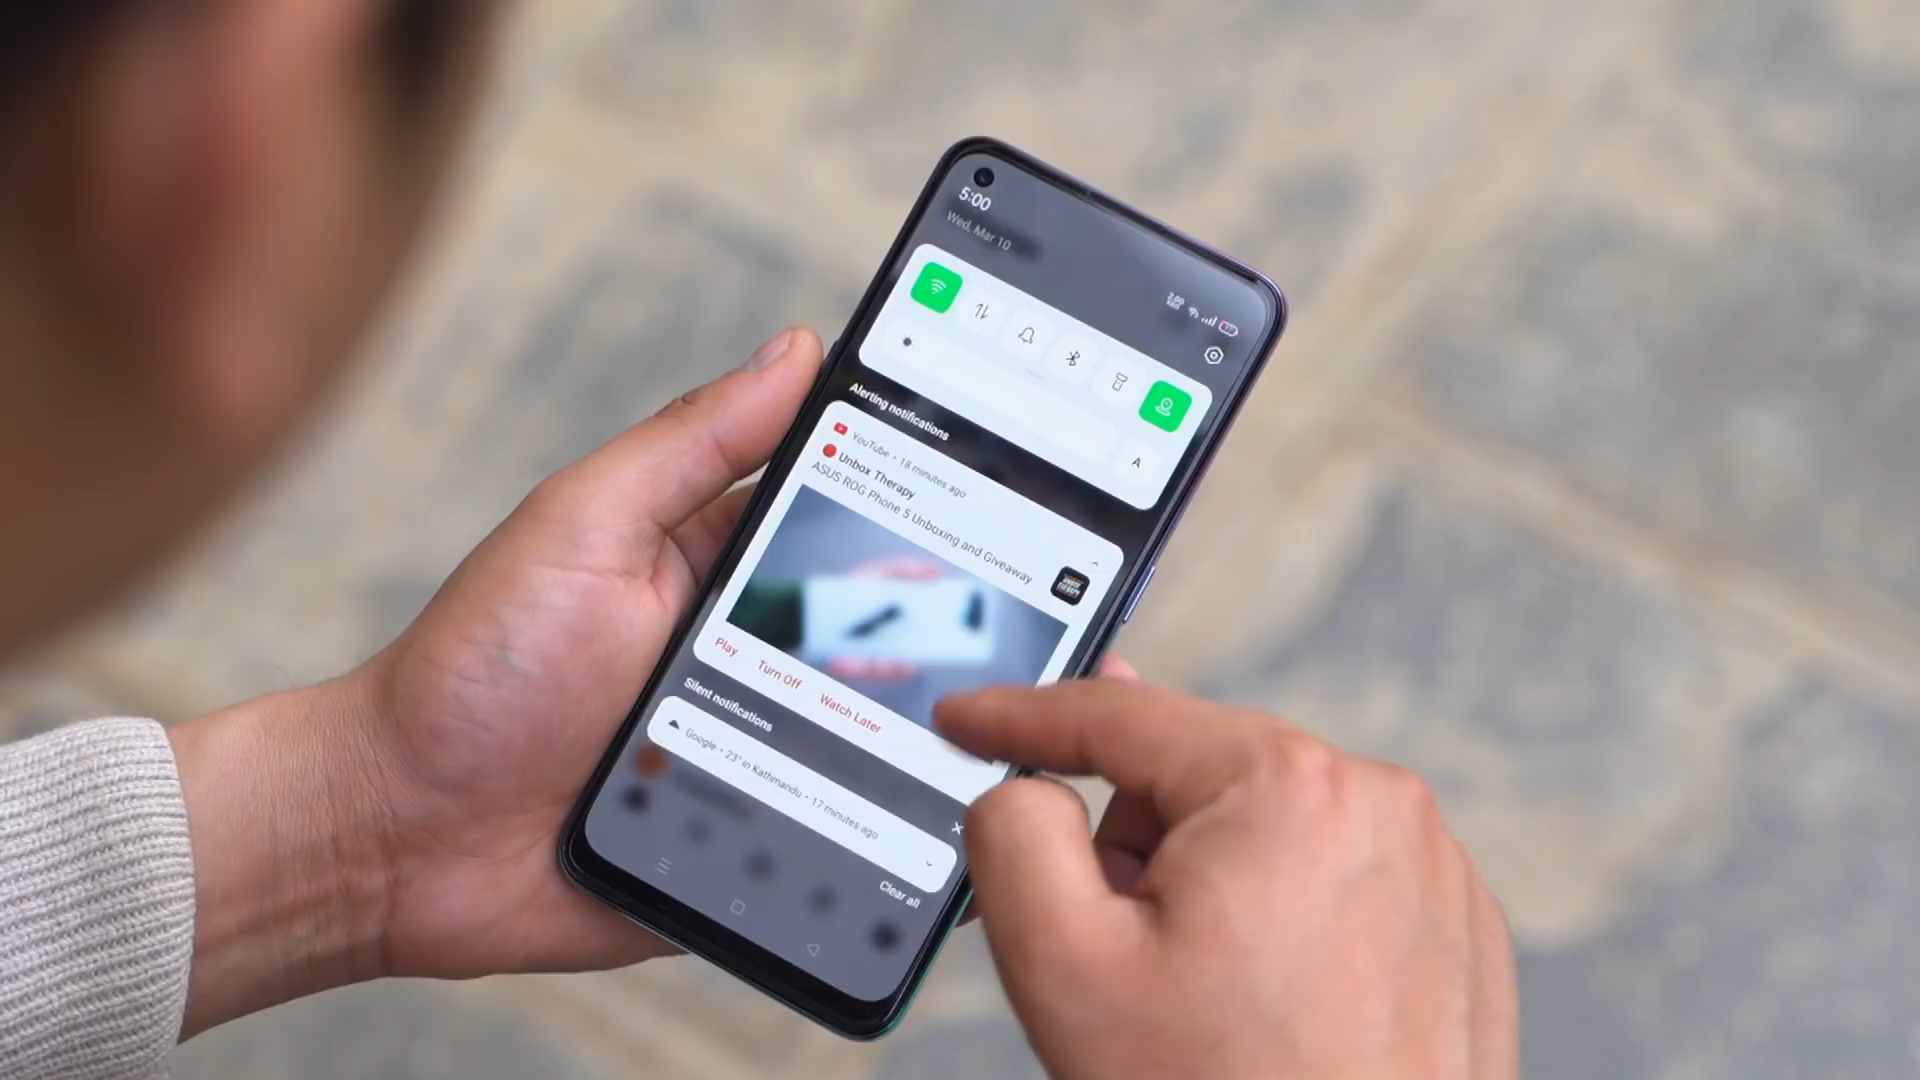 5:00
Wed, Mar 10
A
Alerting notifications
YouTube • 18 minutes ago
Unbox Therapy
ASUS ROG Phone 5 Unboxing and Giveaway
Play Turn Off Watch Later
Silent notifications
Google • 23° in Kathmandu • 17 minutes ago
Clear all